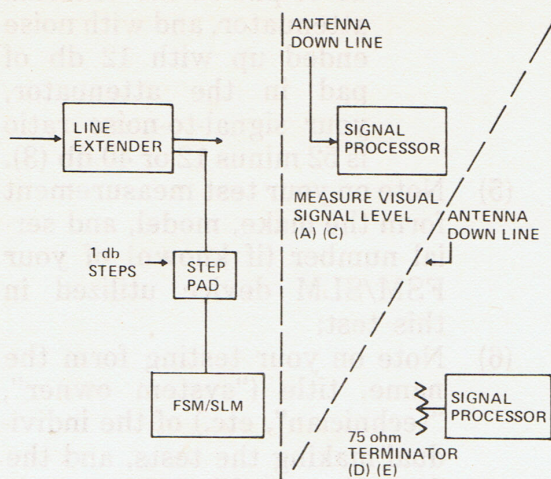 ANTENNA
DOWN LINE
LINE
EXTENDER
SIGNAL
PROCESSOR
MEASURE VISUAL
SIGNAL LEVEL
(A) (C)
ANTENNA
DOWN LINE
1 db
STEPS
STEP
PAD
FSM/SLM
SIGNAL
PROCESSOR
75 ohm
TERMINATOR
(D) (E)